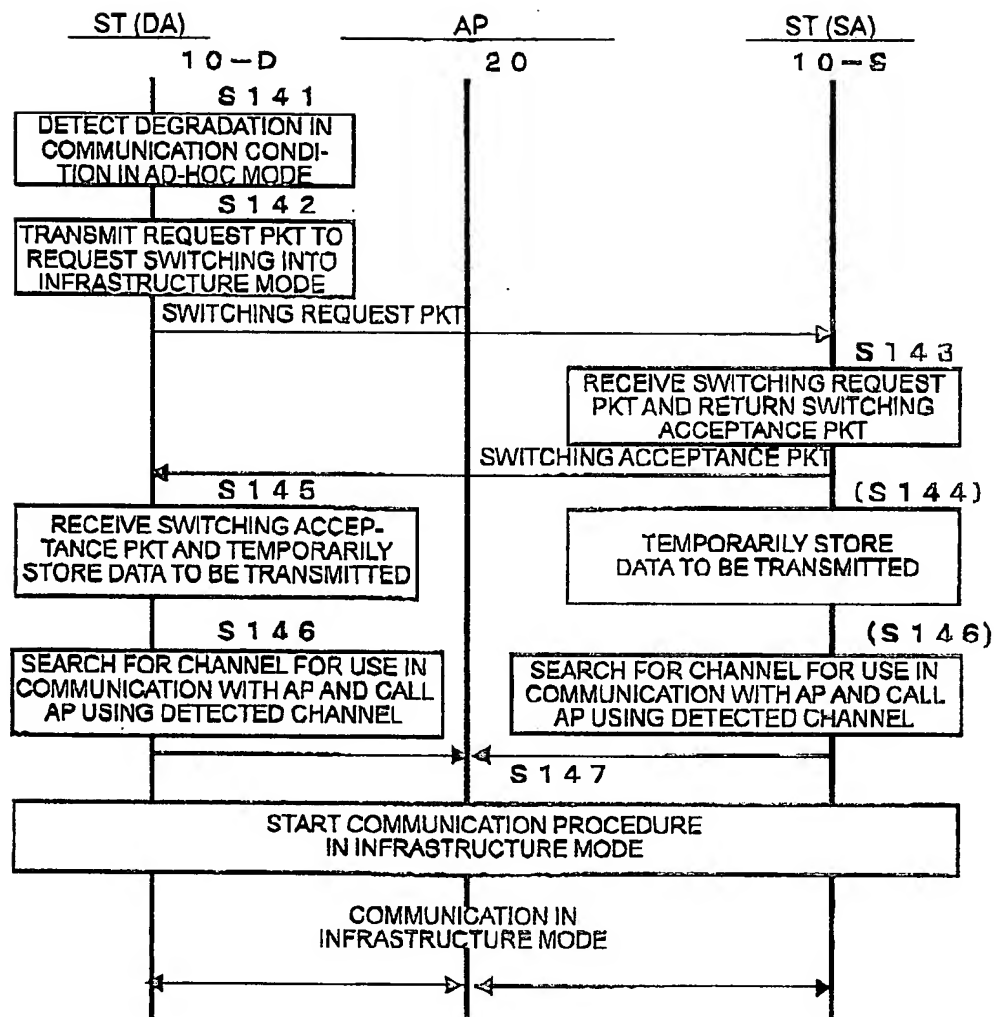 ST (DA)
AP
ST (SA)
10-D
20
10-S
S141
DETECT DEGRADATION IN
COMMUNICATION CONDI-
TION IN AD-HOC MODE
S142
TRANSMIT REQUEST PKT TO
REQUEST SWITCHING INTO
INFRASTRUCTURE MODE
SWITCHING REQUEST PKT
S143
RECEIVE SWITCHING REQUEST
PKT AND RETURN SWITCHING
ACCEPTANCE PKT
SWITCHING ACCEPTANCE PKT
S145
RECEIVE SWITCHING ACCEP-
TANCE PKT AND TEMPORARILY
STORE DATA TO BE TRANSMITTED
(S144)
TEMPORARILY STORE
DATA TO BE TRANSMITTED
S146
SEARCH FOR CHANNEL FOR USE IN
COMMUNICATION WITH AP AND CALL
AP USING DETECTED CHANNEL
(S146)
SEARCH FOR CHANNEL FOR USE IN
COMMUNICATION WITH AP AND CALL
AP USING DETECTED CHANNEL
S147
START COMMUNICATION PROCEDURE
IN INFRASTRUCTURE MODE
COMMUNICATION IN
INFRASTRUCTURE MODE